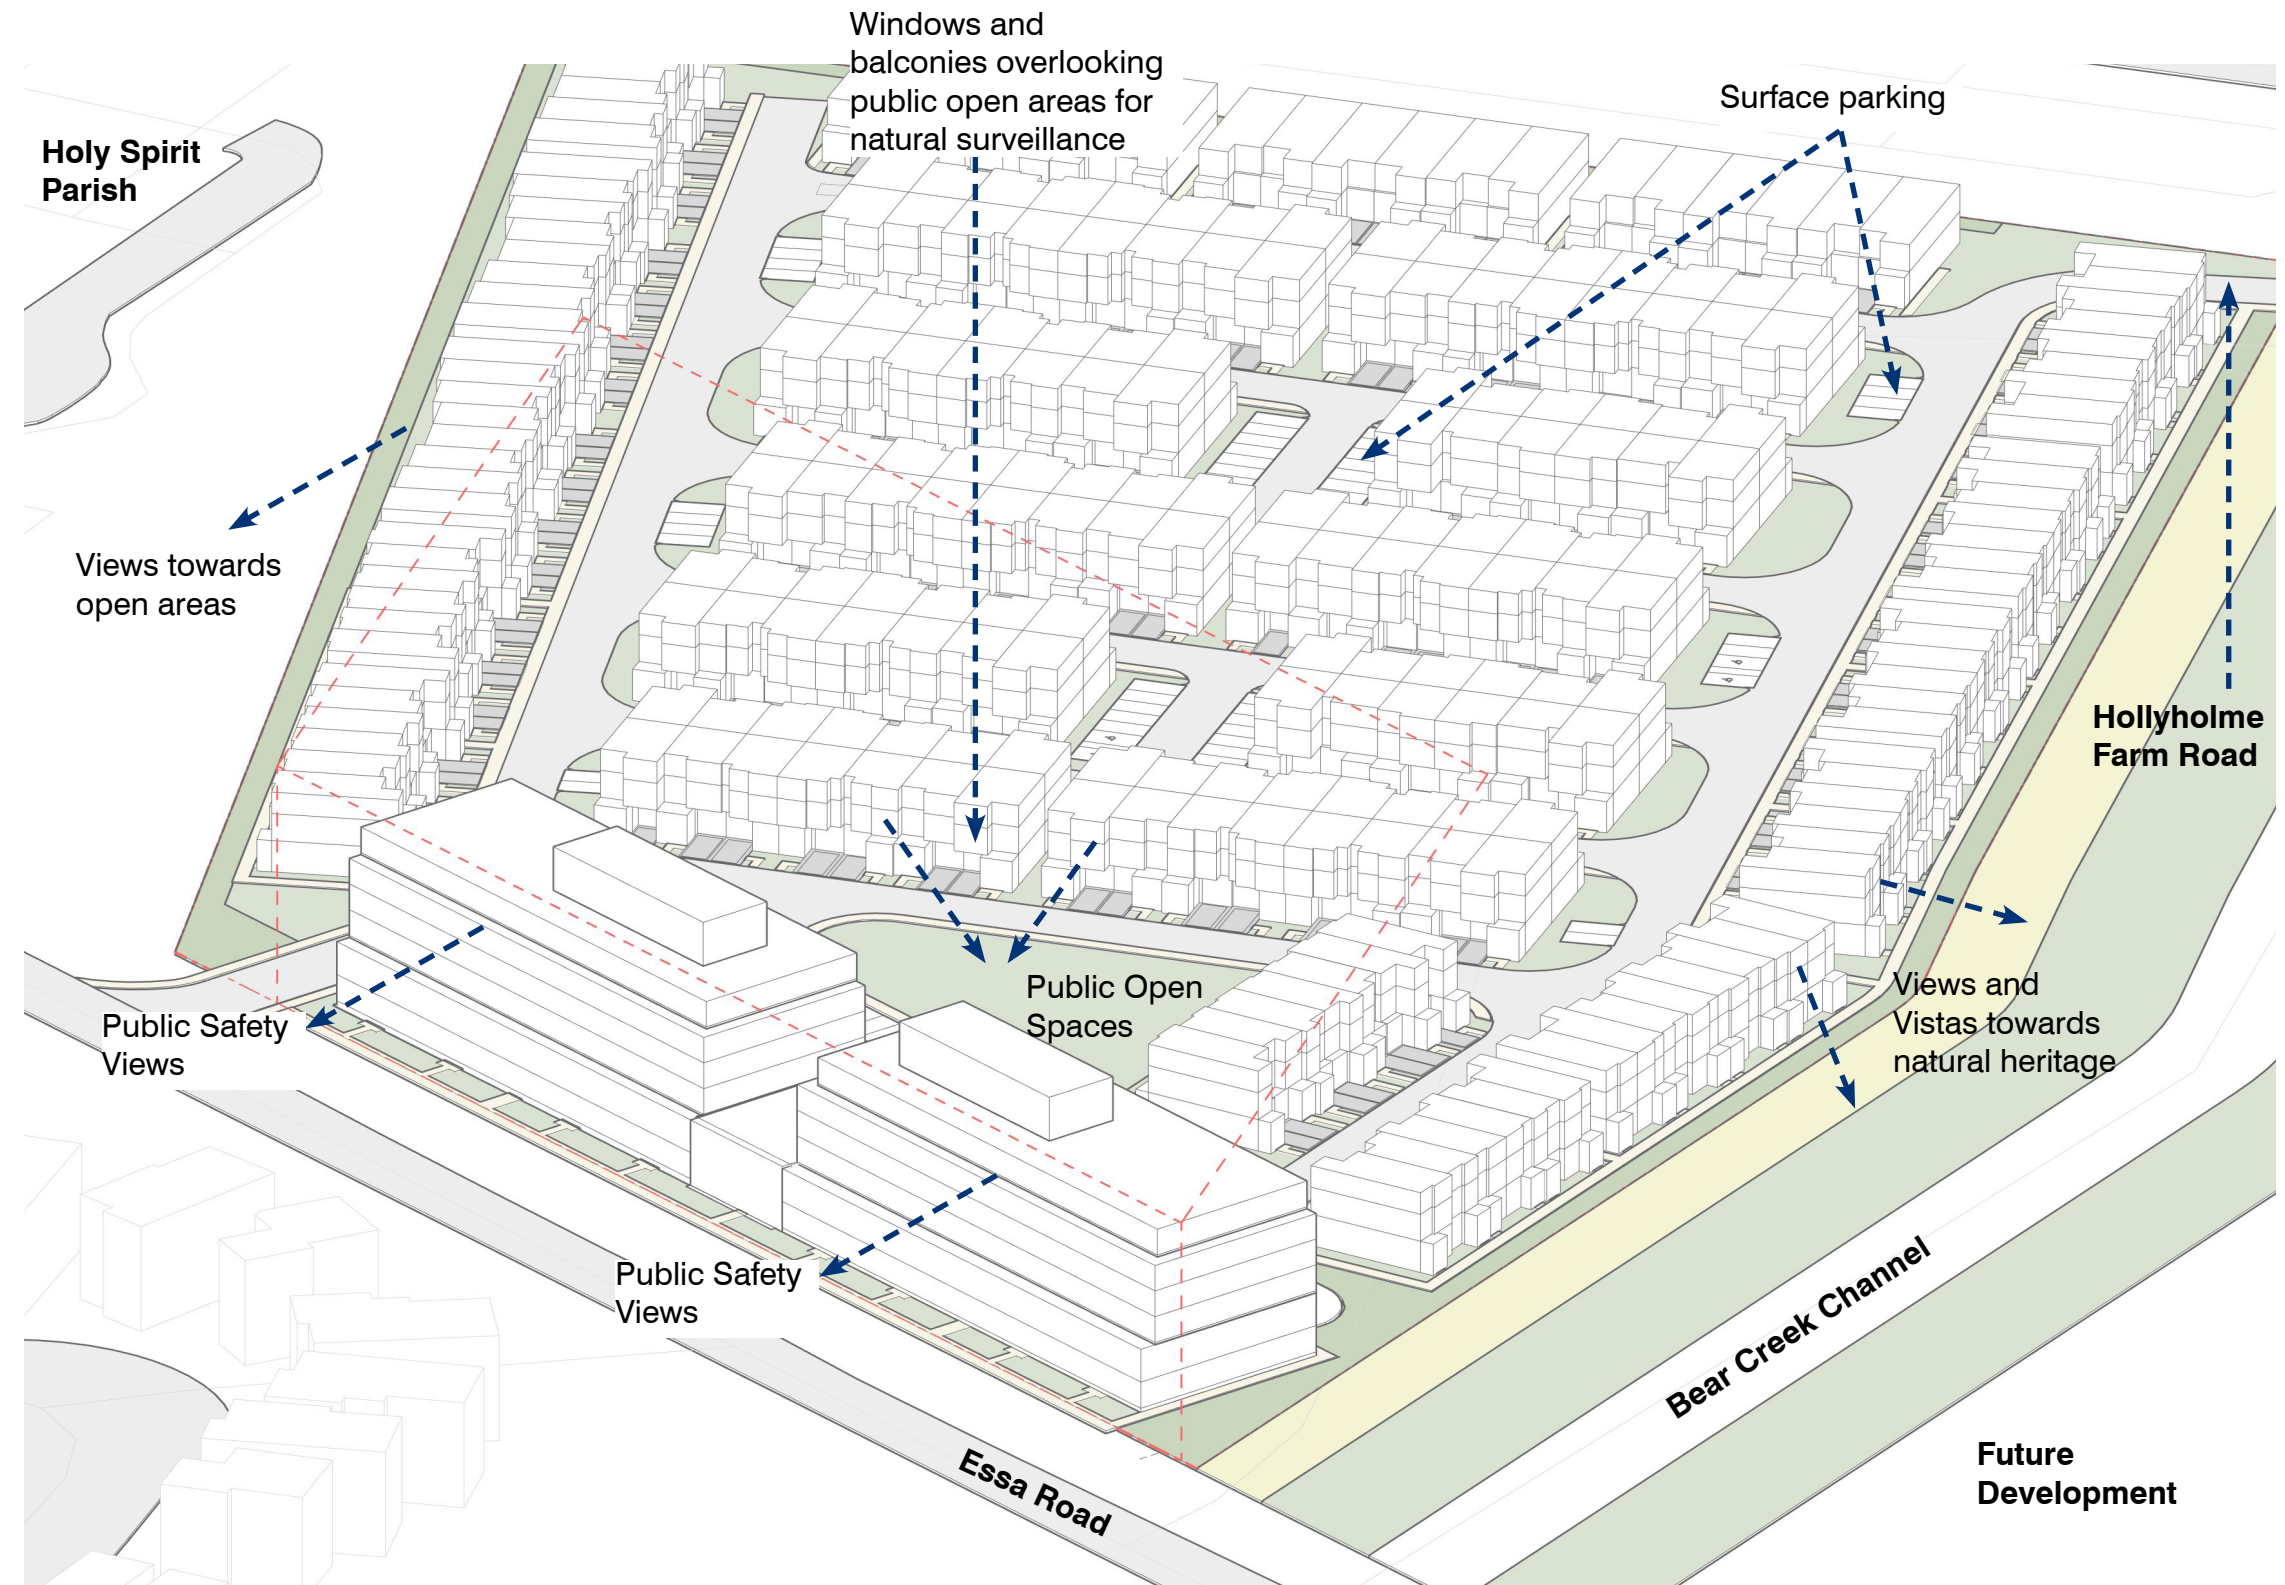 Windows and
balconies overlooking
public open areas for
natural surveillance
Surface parking
Holy Spirit
Parish
Views towards
open areas
Hollyholme
Farm Road
Public Open
Spaces
Views and
Vistas towards
natural heritage
Public Safety
Views
Public Safety
Views
Bear Creek Channel
Essa Road
Future
Development